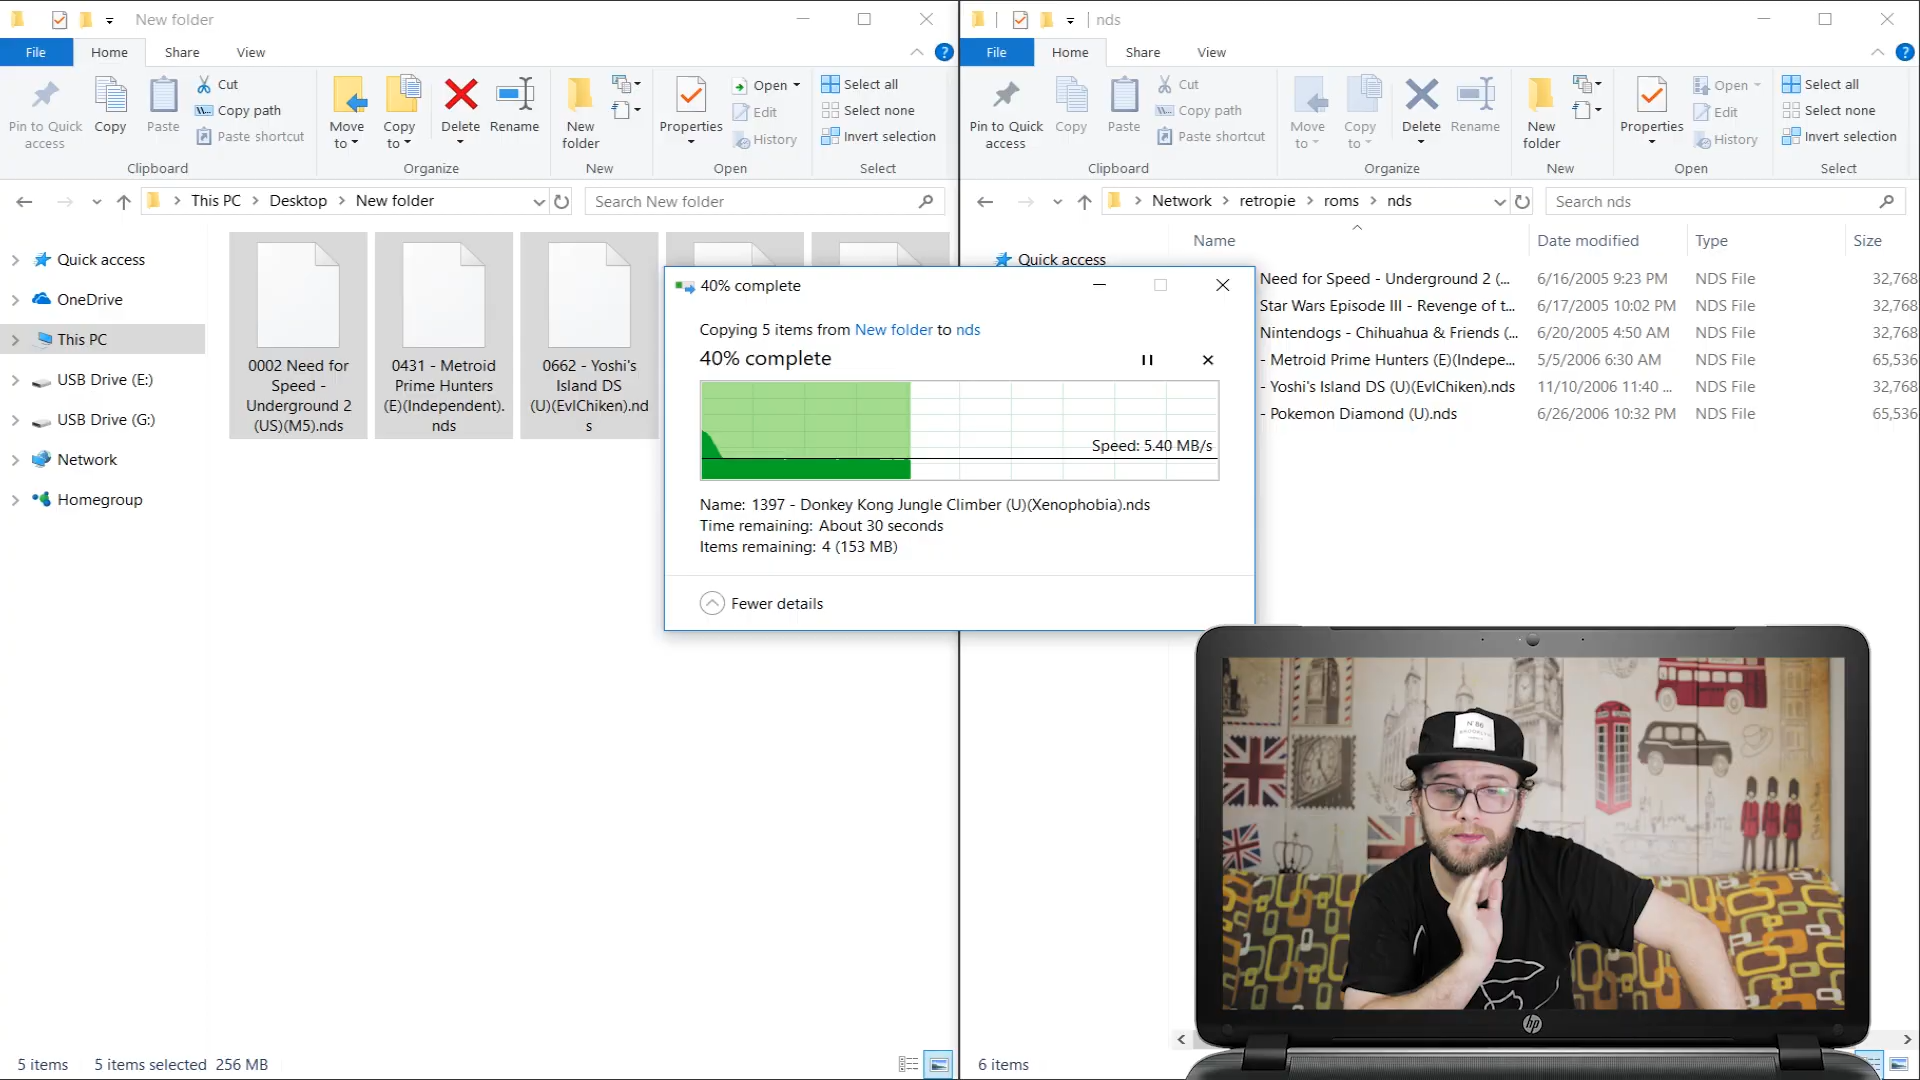 New folder
File
Home
Share
View
Pin to Quick access
Copy
Paste
Cut
Copy path
Paste shortcut
Clipboard
Move to
Copy to
Delete
Rename
Organize
New folder
New
Properties
Open
Edit
History
Open
Select all
Select none
Invert selection
Select
This PC
Desktop
New folder
Search New folder
Quick access
OneDrive
This PC
USB Drive (E:)
USB Drive (G:)
Network
Homegroup
0002 Need for
Speed -
Underground 2
(US)(M5).nds
0431 - Metroid
Prime Hunters
(E)(Independent).
nds
0662 - Yoshi's
Island DS
(U)(EvlChiken).nd
s
5 items
5 items selected 256 MB
40% complete
Copying 5 items from New folder to nds
40% complete
Speed: 5.40 MB/s
Name: 1397 - Donkey Kong Jungle Climber (U)(Xenophobia).nds
Time remaining: About 30 seconds
Items remaining: 4 (153 MB)
Fewer details
nds
File
Home
Share
View
Pin to Quick access
Copy
Paste
Cut
Copy path
Paste shortcut
Clipboard
Move to
Copy to
Delete
Rename
Organize
New folder
New
Properties
Open
Edit
History
Open
Select all
Select none
Invert selection
Select
Network
retropie
roms
nds
Search nds
Quick access
Name
Date modified
Type
Size
Need for Speed - Underground 2 (... 6/16/2005 9:23 PM NDS File 32,768
Star Wars Episode III - Revenge of t... 6/17/2005 10:02 PM NDS File 32,768
Nintendogs - Chihuahua & Friends (... 6/20/2005 4:50 AM NDS File 32,768
- Metroid Prime Hunters (E)(Indepe... 5/5/2006 6:30 AM NDS File 65,536
- Yoshi's Island DS (U)(EvlChiken).nds 11/10/2006 11:40 ... NDS File 32,768
- Pokemon Diamond (U).nds 6/26/2006 10:32 PM NDS File 65,536
6 items
N°86
BROOKLYN
hp